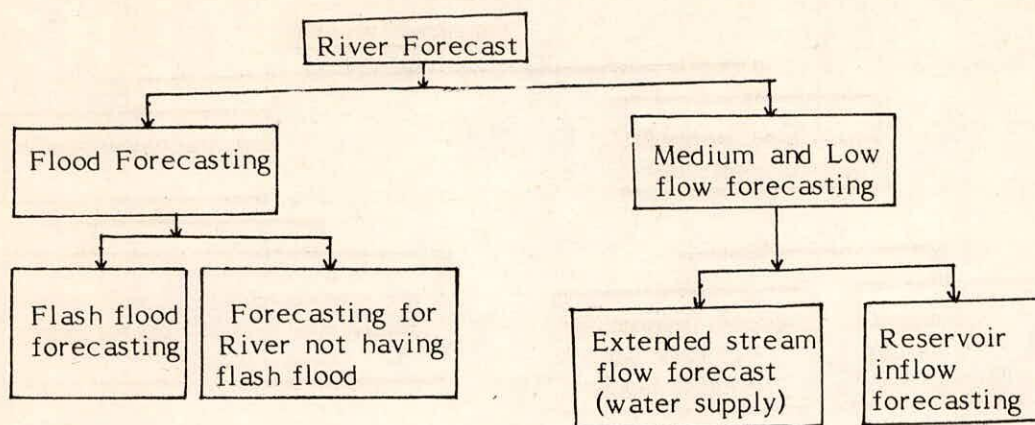 River Forecast
Flood Forecasting
Medium and Low
flow forecasting
Flash flood
forecasting
Forecasting for
River not having
flash flood
Extended stream
flow forecast
(water supply)
Reservoir
inflow
forecasting